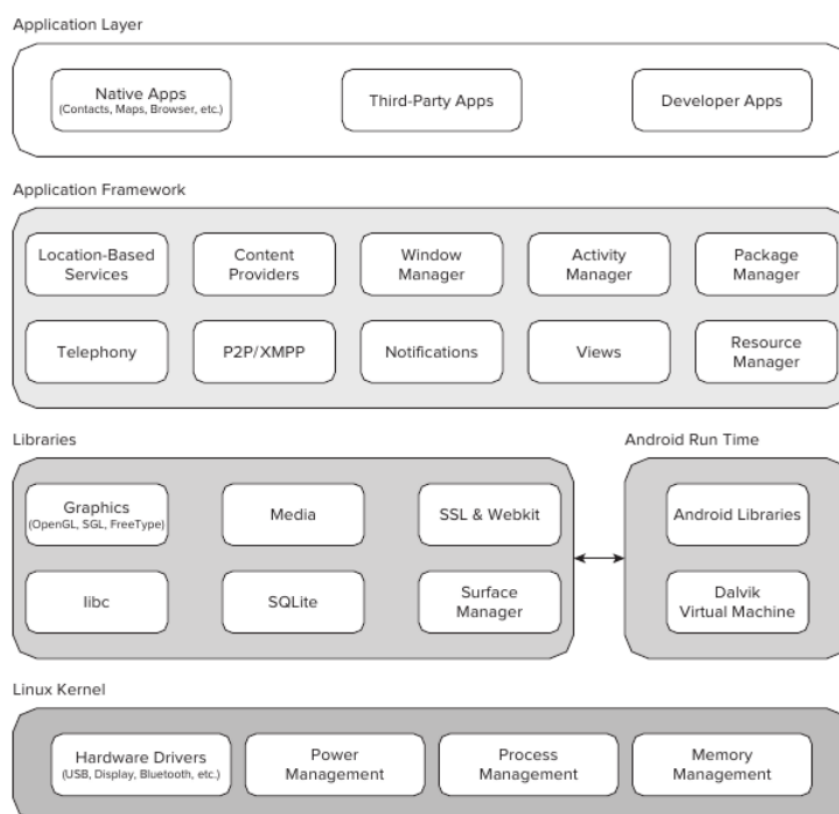 Application Layer
Native Apps
(Contacts, Maps, Browser, etc.)
Third-Party Apps
Developer Apps
Application Framework
Location-Based
Services
Content
Providers
Window
Manager
Activity
Manager
Package
Manager
Telephony
P2P/XMPP
Notifications
Views
Resource
Manager
Libraries
Graphics
(OpenGL, SGL, FreeType)
Media
SSL & Webkit
libc
SQLite
Surface
Manager
Android Run Time
Android Libraries
Dalvik
Virtual Machine
Linux Kernel
Hardware Drivers
(USB, Display, Bluetooth, etc.)
Power
Management
Process
Management
Memory
Management